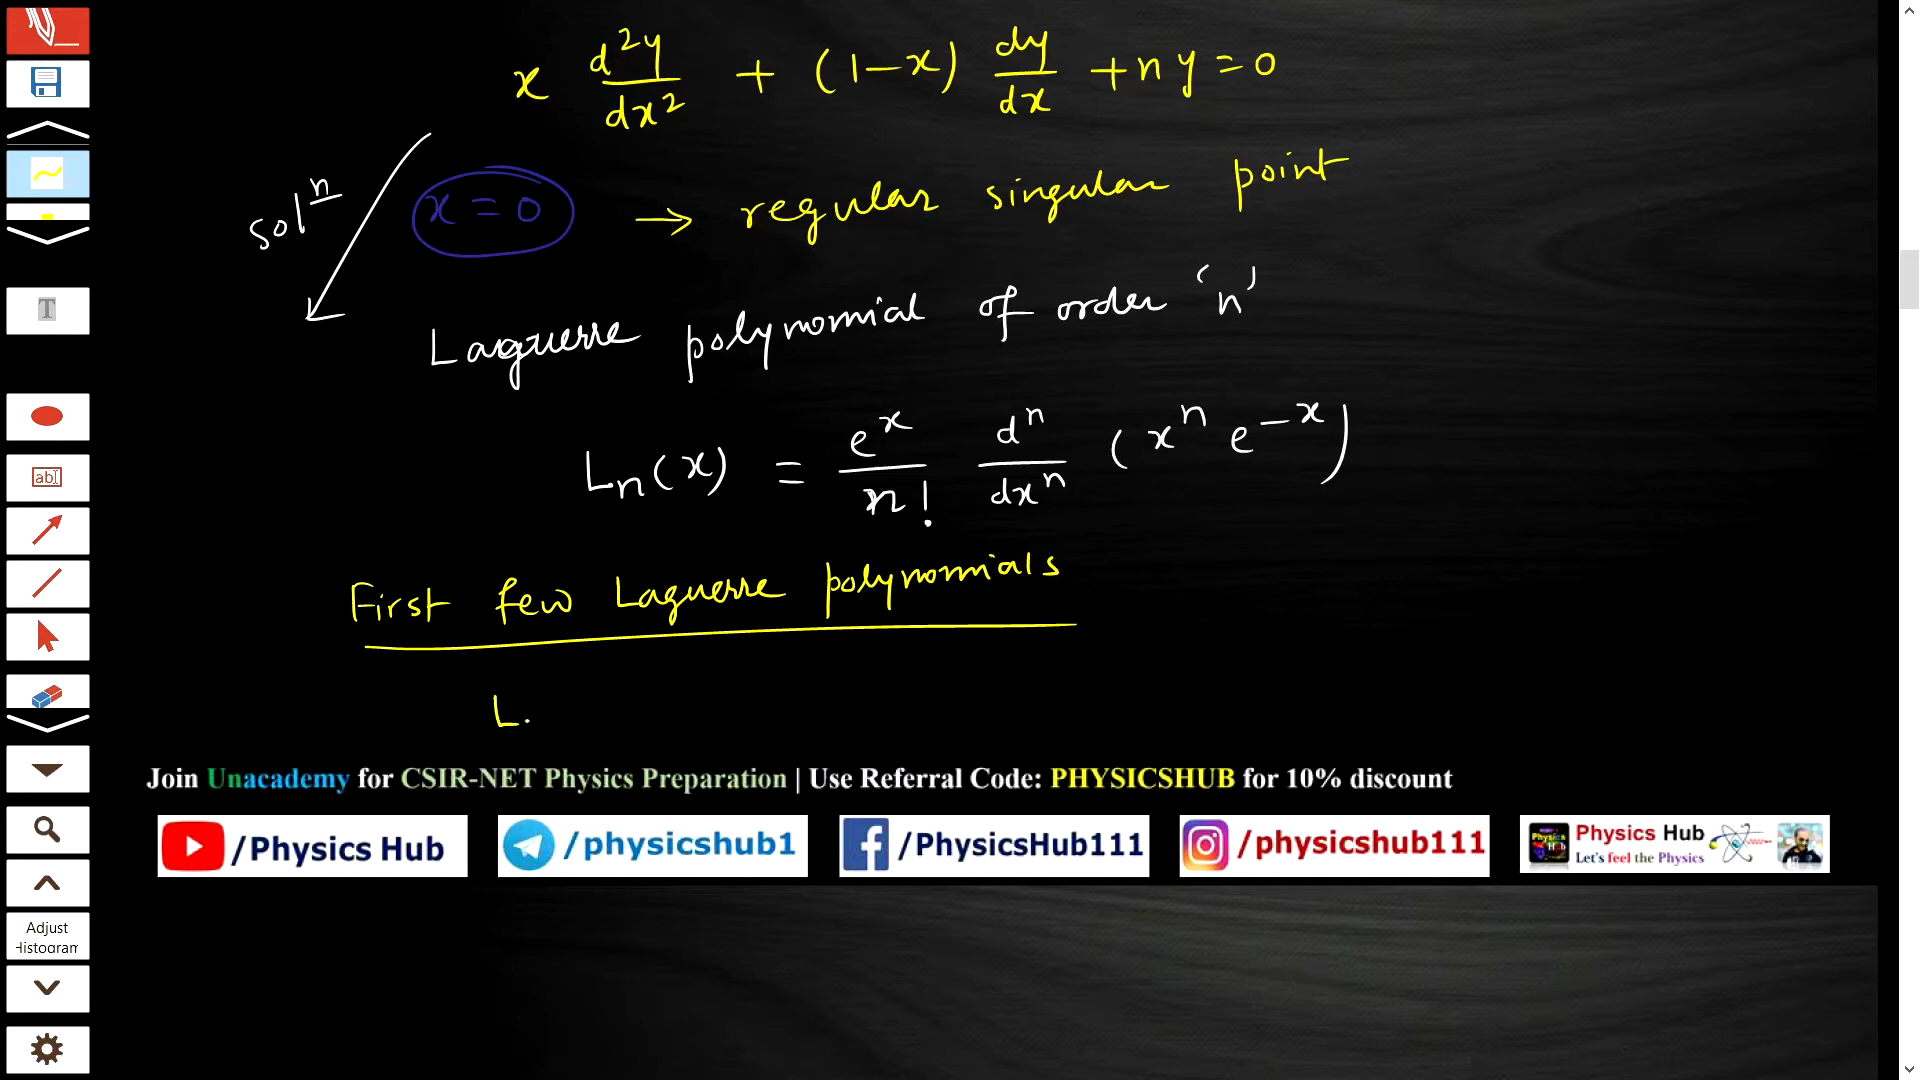 x d²y/dx² + (1-x) dy/dx + ny = 0
solⁿ
x = 0 → regular singular point
Laguerre polynomial of order 'n'
Lₙ(x) = eˣ/n! dⁿ/dxⁿ (xⁿ e⁻ˣ)
First few Laguerre polynomials
L.
Join Unacademy for CSIR-NET Physics Preparation | Use Referral Code: PHYSICSHUB for 10% discount
/Physics Hub
/physicshub1
/PhysicsHub111
/physicshub111
Physics Hub
Let's feel the Physics
T
ab
Adjust
Histogram